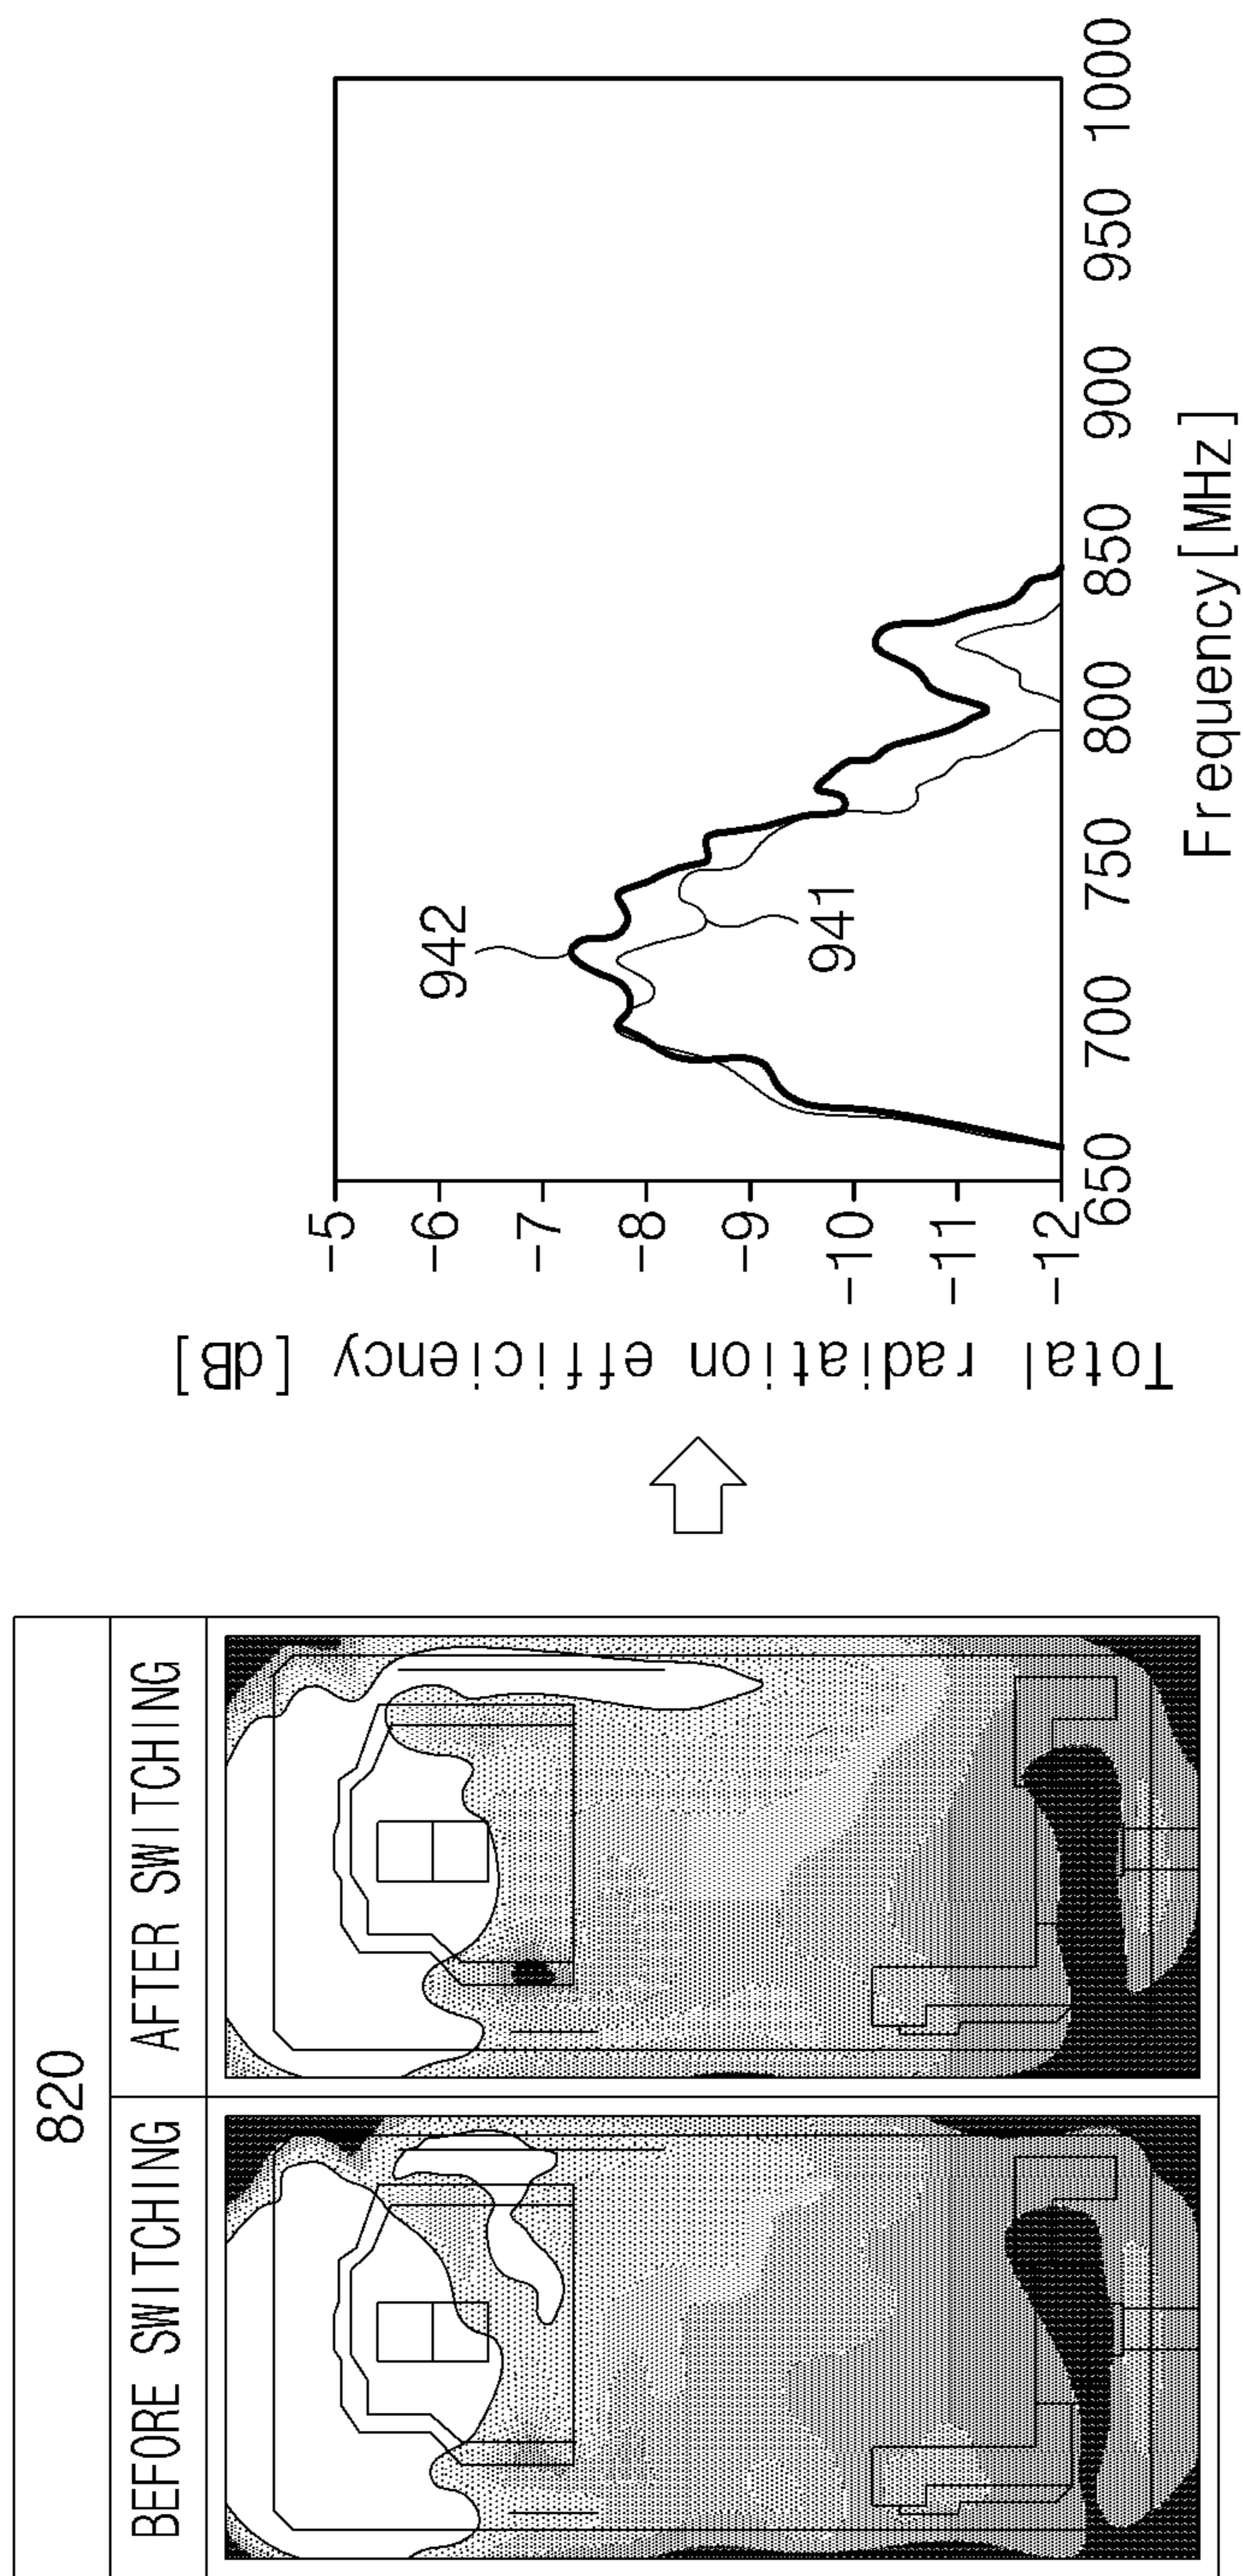 820
BEFORE SWITCHING
AFTER SWITCHING
Total radiation efficiency [dB]
-5
-6
-7
-8
-9
-10
-11
-12
942
941
650 700 750 800 850 900 950 1000
Frequency[MHz]